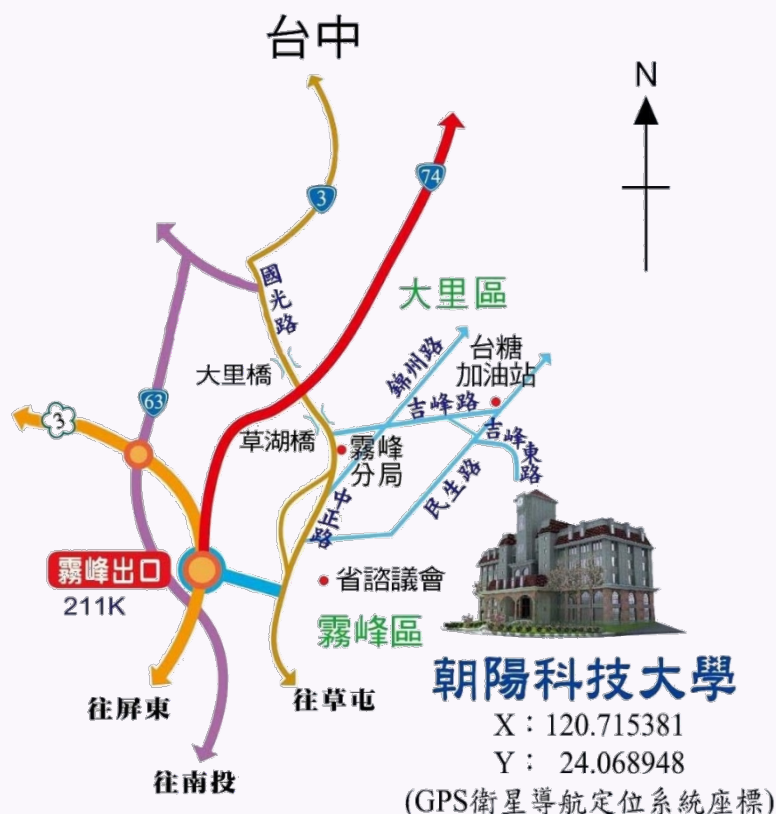 台中
N
3
74
國光路
大里區
大里橋
錦州路
台糖
加油站
63
3
吉峰路
草湖橋
霧峰
分局
吉峰東路
民生路
中正路
霧峰出口
211K
省諮議會
霧峰區
朝陽科技大學
往屏東
往草屯
往南投
X：120.715381
Y： 24.068948
(GPS衛星導航定位系統座標)